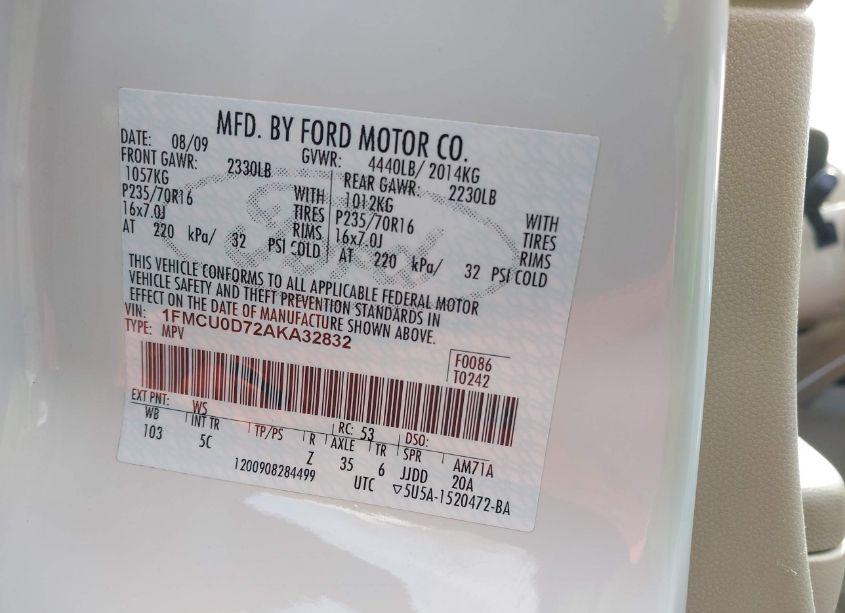 MFD. BY FORD MOTOR CO.
DATE: 08/09 GVWR: 4440LB/ 2014KG
FRONT GAWR: 2330LB REAR GAWR: 2230LB
1057KG WITH 1012KG WITH
P235/70R16 TIRES P235/70R16 TIRES
16x7.0J RIMS 16x7.0J RIMS
AT 220 kPa/ 32 PSI COLD AT 220 kPa/ 32 PSI COLD
THIS VEHICLE CONFORMS TO ALL APPLICABLE FEDERAL MOTOR
VEHICLE SAFETY AND THEFT PREVENTION STANDARDS IN
EFFECT ON THE DATE OF MANUFACTURE SHOWN ABOVE.
VIN: 1FMCU0D72AKA32832
TYPE: MPV
F0086
T0242
EXT PNT: WS RC: 53 DSO:
WB INT TR TP/PS R AXLE TR SPR AM71A
103 5C Z 35 6 JJDD 20A
1200908284499 UTC ▽5U5A-1520472-BA
Ford